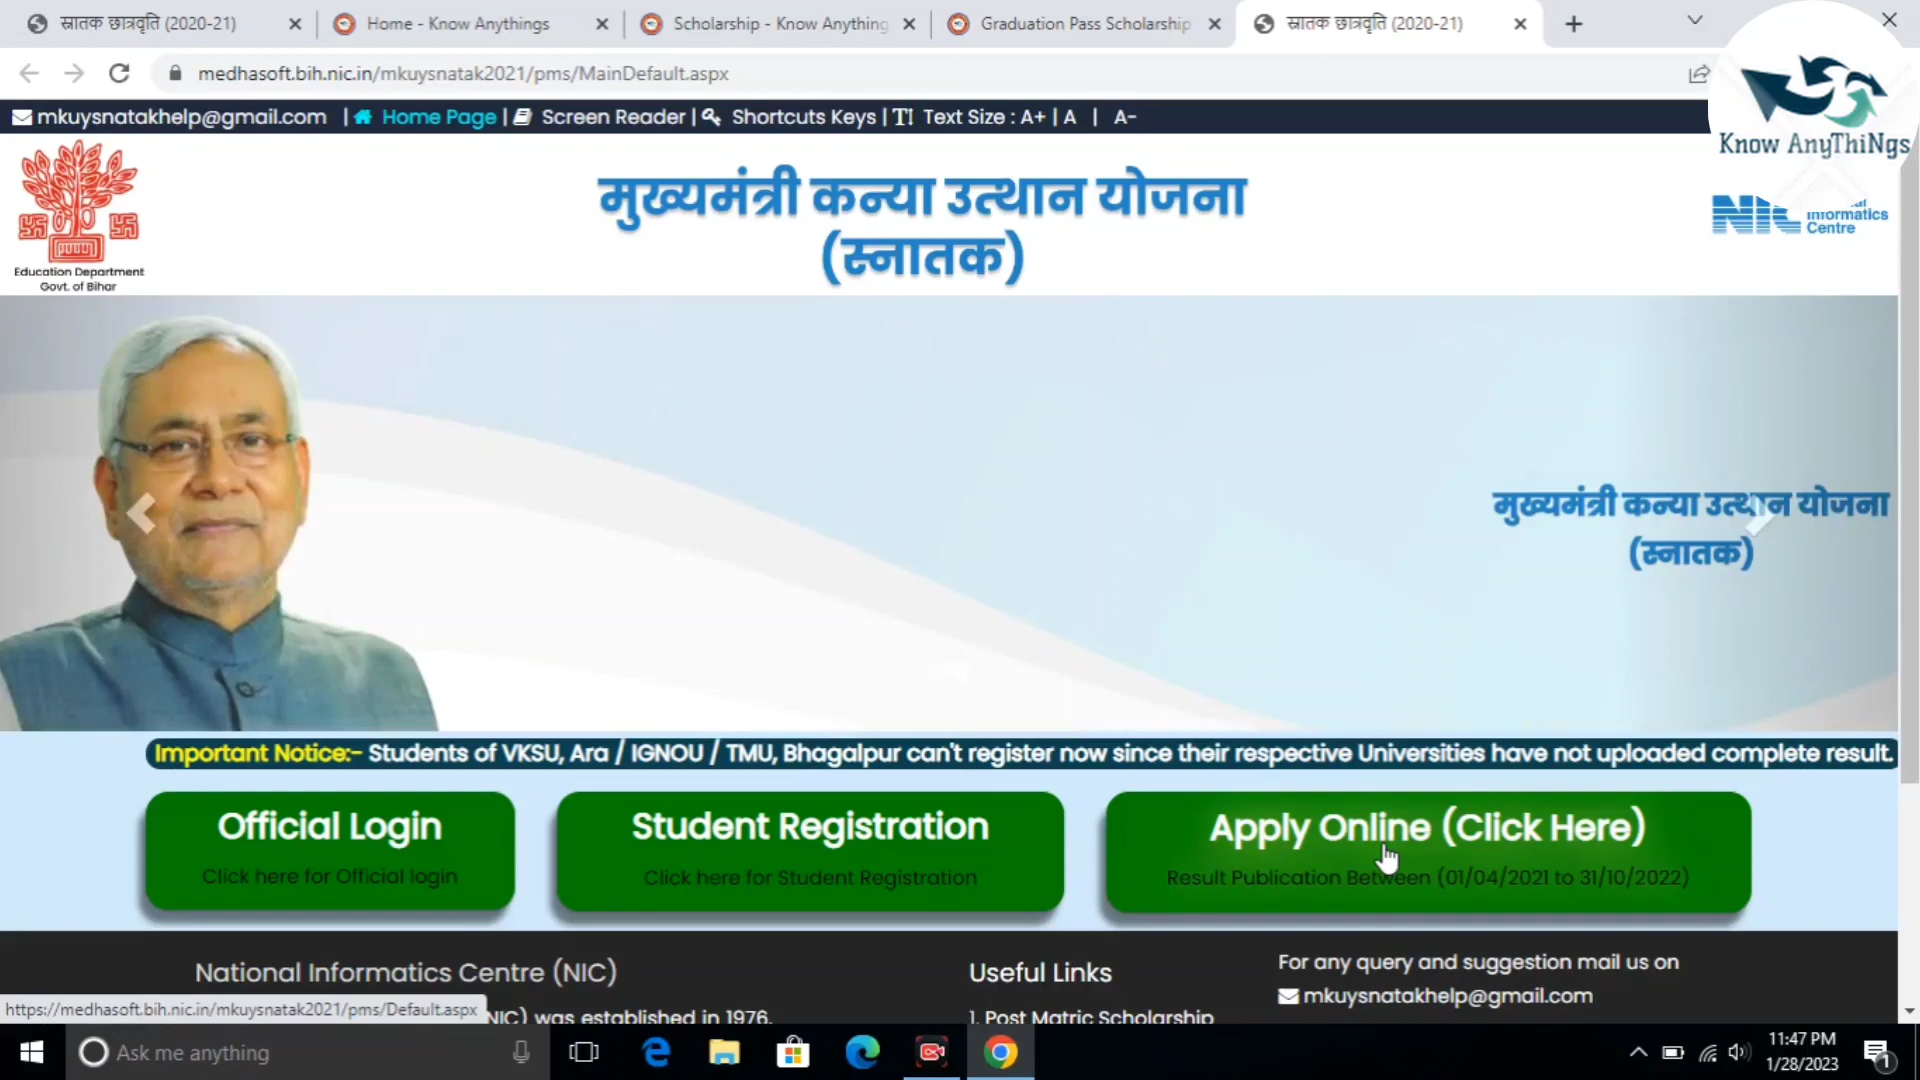 स्नातक छात्रवृति (2020-21)
Home - Know Anythings
Scholarship - Know Anything
Graduation Pass Scholarship
स्नातक छात्रवृति (2020-21)
medhasoft.bih.nic.in/mkuysnatak2021/pms/MainDefault.aspx
mkuysnatakhelp@gmail.com | Home Page | Screen Reader | Shortcuts Keys | T! Text Size : A+ | A | A-
Know AnyThiNgs
मुख्यमंत्री कन्या उत्थान योजना
(स्नातक)
Education Department
Govt. of Bihar
NIC
Informatics
Centre
मुख्यमंत्री कन्या उत्थान योजना
(स्नातक)
Important Notice:- Students of VKSU, Ara / IGNOU / TMU, Bhagalpur can't register now since their respective Universities have not uploaded complete result.
Official Login
Click here for Official login
Student Registration
Click here for Student Registration
Apply Online (Click Here)
Result Publication Between (01/04/2021 to 31/10/2022)
National Informatics Centre (NIC)
NIC) was established in 1976,
Useful Links
1. Post Matric Scholarship
For any query and suggestion mail us on
mkuysnatakhelp@gmail.com
https://medhasoft.bih.nic.in/mkuysnatak2021/pms/Default.aspx
Ask me anything
11:47 PM
1/28/2023
1